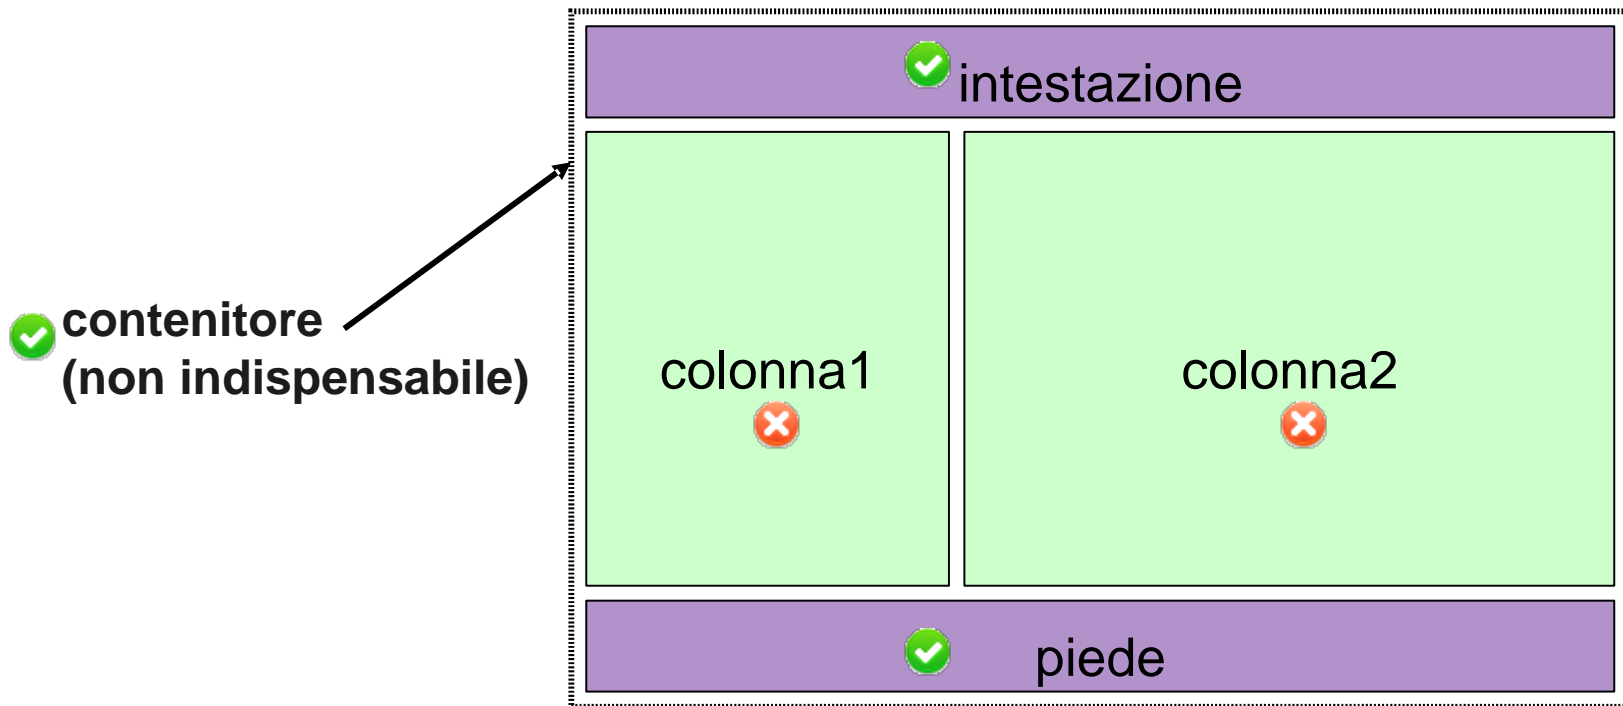 intestazione
contenitore
(non indispensabile)
colonna1
colonna2
piede